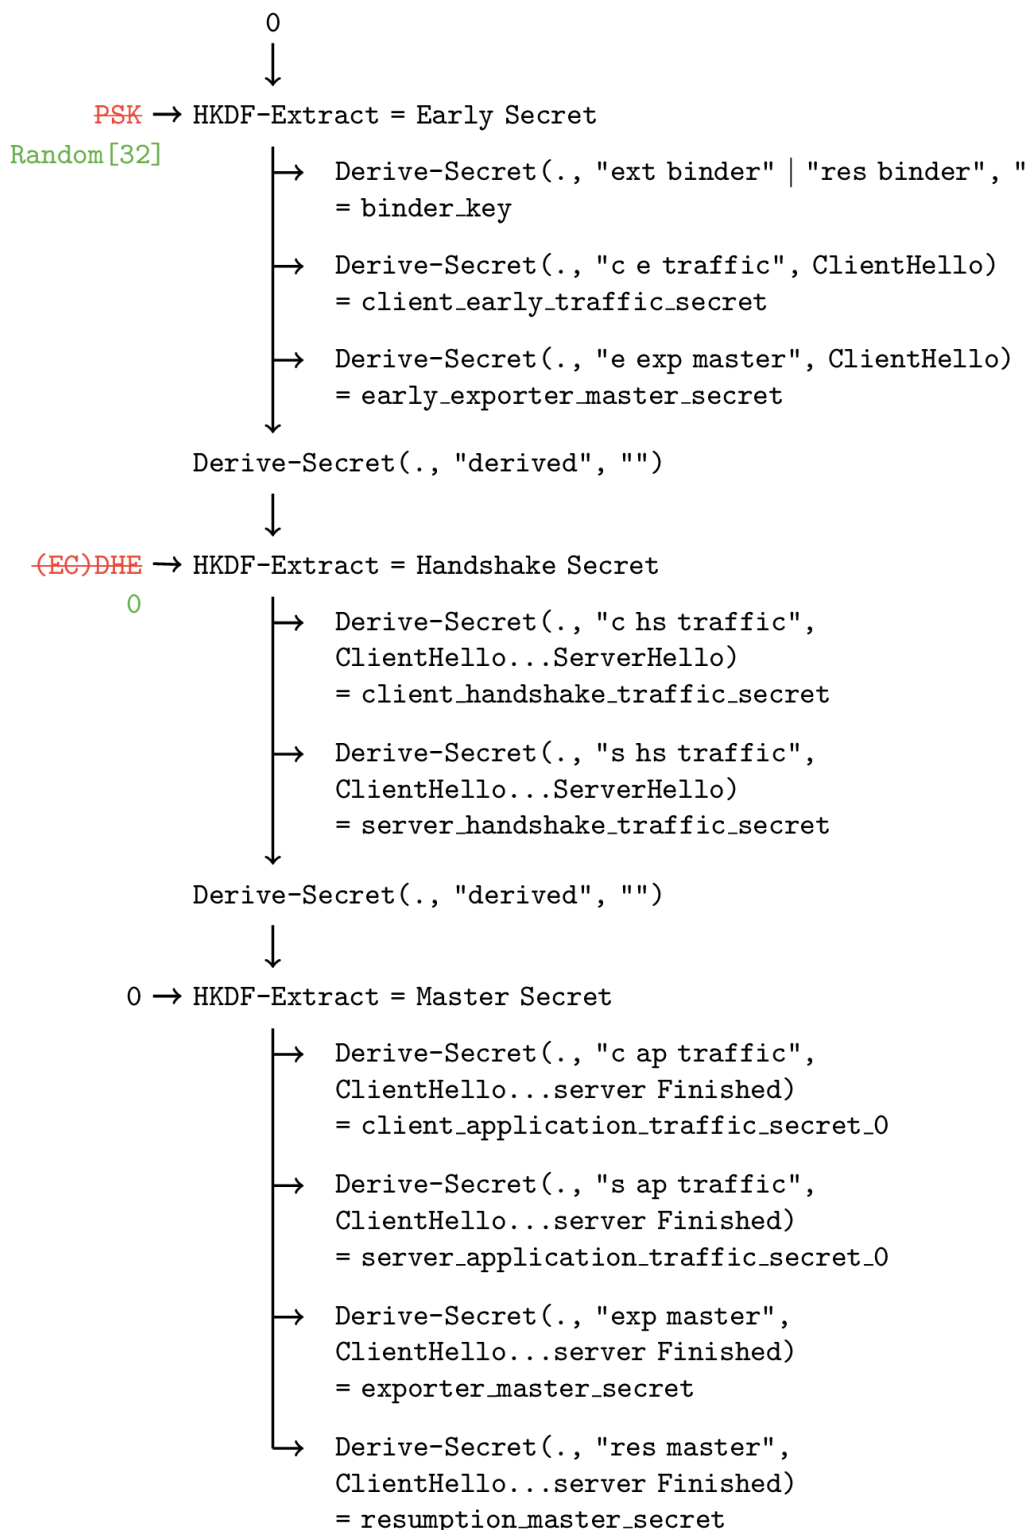 0
PSK → HKDF-Extract = Early Secret
Random[32]
Derive-Secret(., "ext binder" | "res binder", "
= binder_key
Derive-Secret(., "c e traffic", ClientHello)
= client_early_traffic_secret
Derive-Secret(., "e exp master", ClientHello)
= early_exporter_master_secret
Derive-Secret(., "derived", "")
(EC)DHE → HKDF-Extract = Handshake Secret
0
Derive-Secret(., "c hs traffic",
ClientHello...ServerHello)
= client_handshake_traffic_secret
Derive-Secret(., "s hs traffic",
ClientHello...ServerHello)
= server_handshake_traffic_secret
Derive-Secret(., "derived", "")
0 → HKDF-Extract = Master Secret
Derive-Secret(., "c ap traffic",
ClientHello...server Finished)
= client_application_traffic_secret_0
Derive-Secret(., "s ap traffic",
ClientHello...server Finished)
= server_application_traffic_secret_0
Derive-Secret(., "exp master",
ClientHello...server Finished)
= exporter_master_secret
Derive-Secret(., "res master",
ClientHello...server Finished)
= resumption_master_secret